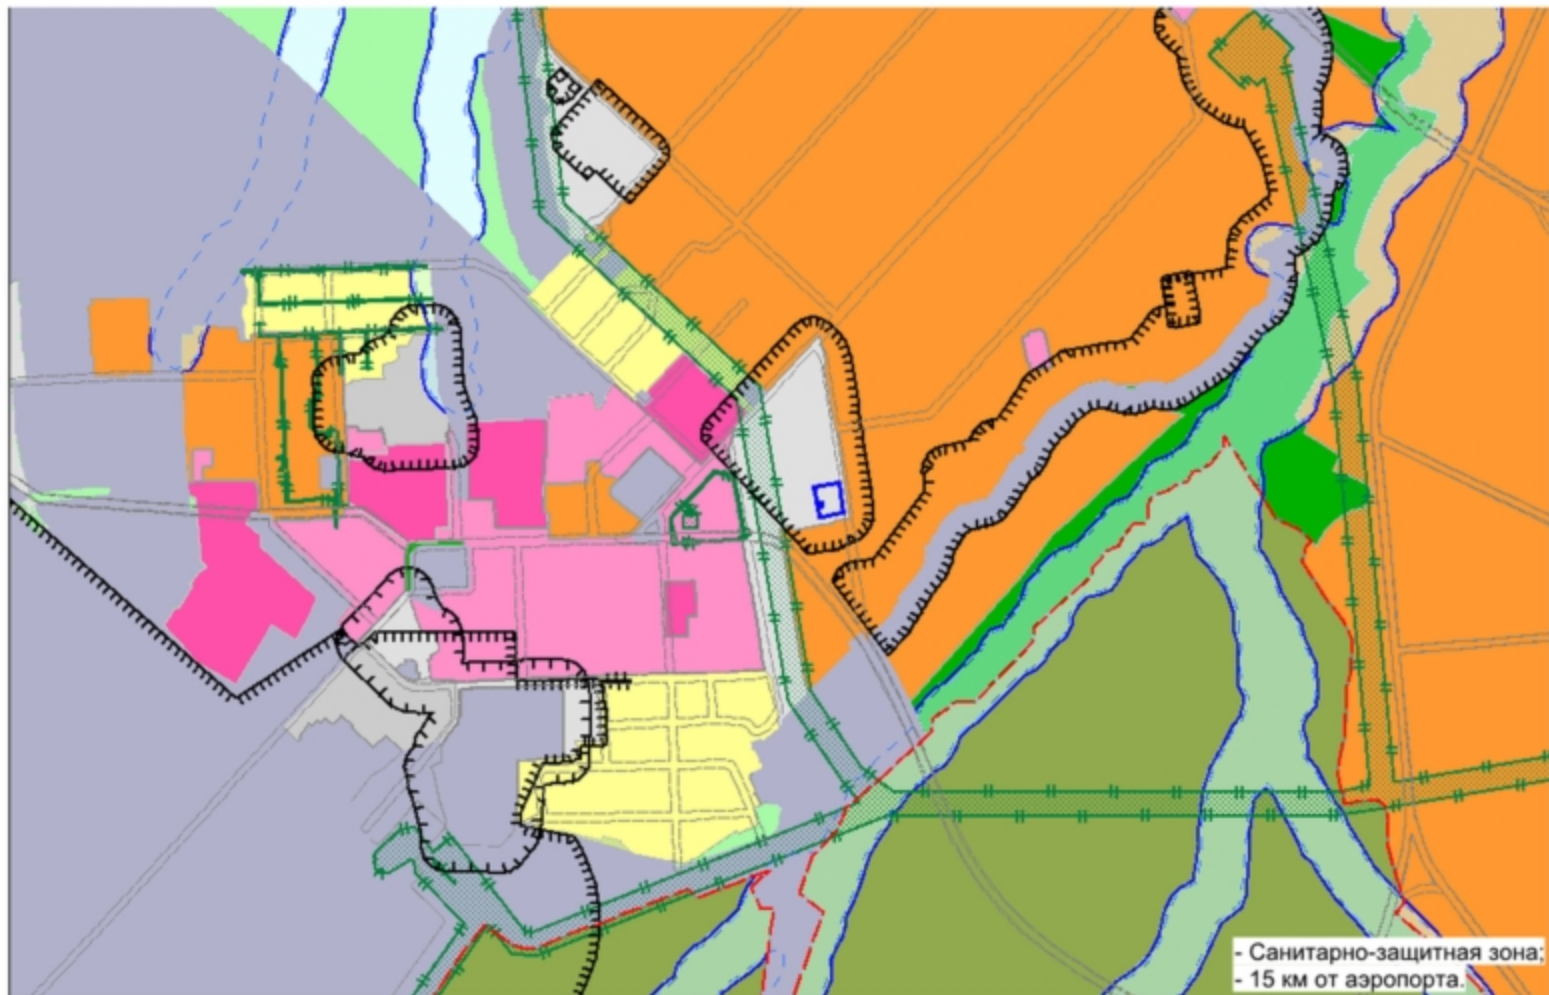 - Санитарно-защитная зона;
- 15 км от аэропорта.